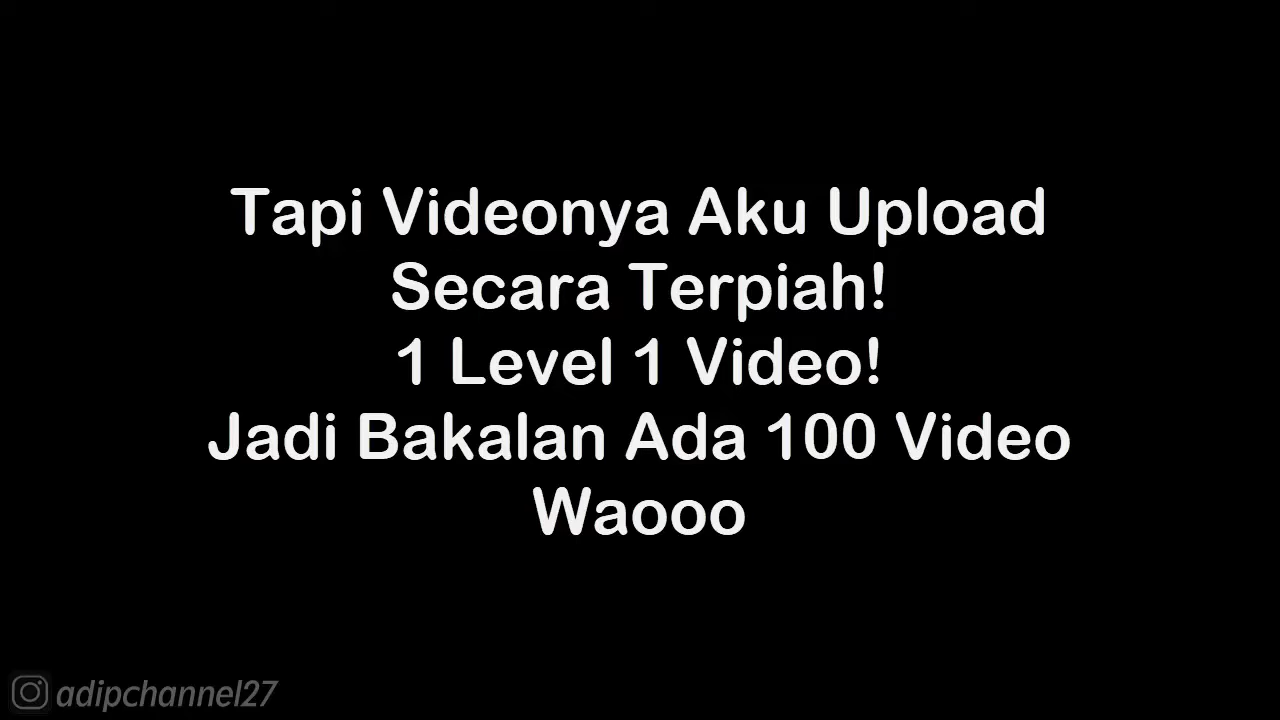 Tapi Videonya Aku Upload
Secara Terpiah!
1 Level 1 Video!
Jadi Bakalan Ada 100 Video
Waooo
adipchannel27